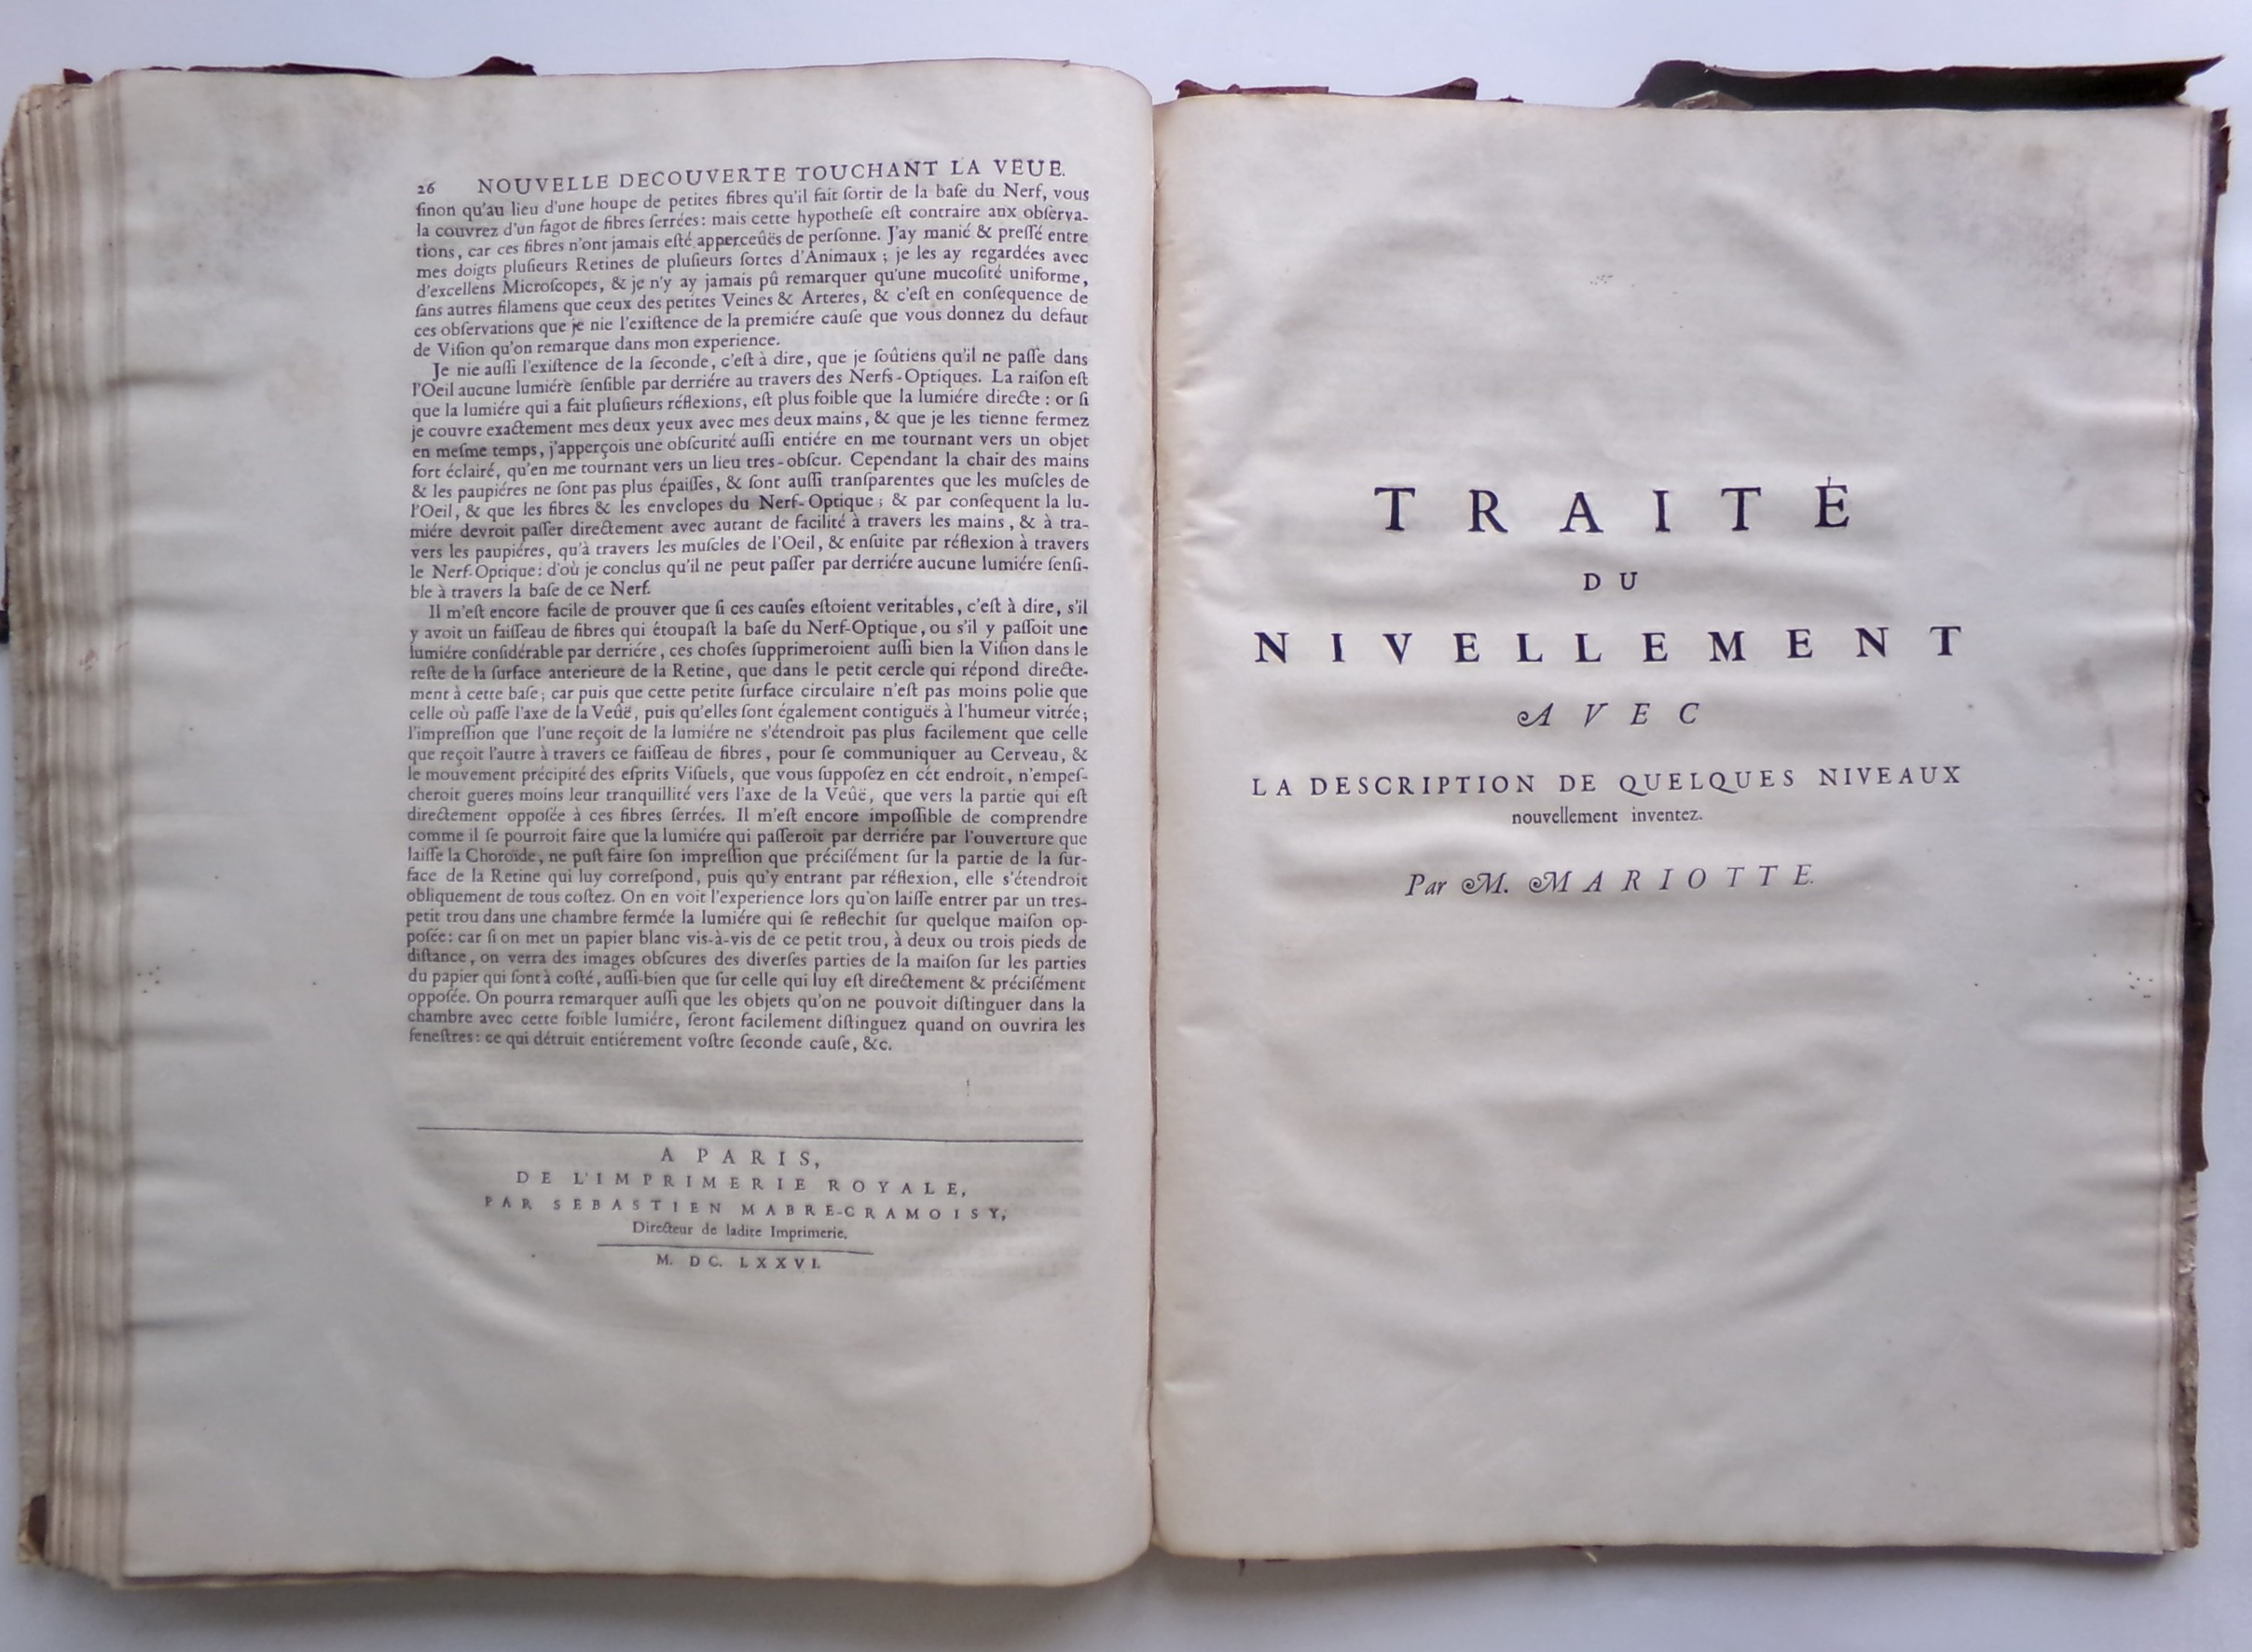 26 NOUVELLE DECOUVERTE TOUCHANT LA VEUE.
ſinon qu'au lieu d'une houpe de petites fibres qu'il fait ſortir de la baſe du Nerf, vous
la couvrez d'un fagot de fibres ſerrées: mais cette hypotheſe eſt contraire aux obſerva-
tions, car ces fibres n'ont jamais eſté apperceûës de perſonne. J'ay manié & preſſé entre
mes doigts pluſieurs Retines de pluſieurs ſortes d'Animaux; je les ay regardées avec
d'excellens Microſcopes, & je n'y ay jamais pû remarquer qu'une mucoſité uniforme,
ſans autres filamens que ceux des petites Veines & Arteres, & c'eſt en conſequence de
ces obſervations que je nie l'exiſtence de la premiére cauſe que vous donnez du defaut
de Viſion qu'on remarque dans mon experience.
Je nie auſſi l'exiſtence de la ſeconde, c'eſt à dire, que je ſoûtiens qu'il ne paſſe dans
l'Oeil aucune lumiére ſenſible par derriére au travers des Nerfs-Optiques. La raiſon eſt
que la lumiére qui a fait pluſieurs réflexions, eſt plus foible que la lumiére directe: or ſi
je couvre exactement mes deux yeux avec mes deux mains, & que je les tienne fermez
en meſme temps, j'apperçois une obſcurité auſſi entiére en me tournant vers un objet
fort éclairé, qu'en me tournant vers un lieu tres-obſcur. Cependant la chair des mains
& les paupiéres ne ſont pas plus épaiſſes, & ſont auſſi tranſparentes que les muſcles de
l'Oeil, & que les fibres & les envelopes du Nerf-Optique; & par conſequent la lu-
miére devroit paſſer directement avec autant de facilité à travers les mains, & à tra-
vers les paupiéres, qu'à travers les muſcles de l'Oeil, & enſuite par réflexion à travers
le Nerf-Optique: d'où je conclus qu'il ne peut paſſer par derriére aucune lumiére ſenſi-
ble à travers la baſe de ce Nerf.
Il m'eſt encore facile de prouver que ſi ces cauſes eſtoient veritables, c'eſt à dire, s'il
y avoit un faiſſeau de fibres qui étoupaſt la baſe du Nerf-Optique, ou s'il y paſſoit une
lumiére conſidérable par derriére, ces choſes ſupprimeroient auſſi bien la Viſion dans le
reſte de la ſurface anterieure de la Retine, que dans le petit cercle qui répond directe-
ment à cette baſe; car puis que cette petite ſurface circulaire n'eſt pas moins polie que
celle où paſſe l'axe de la Veûë, puis qu'elles ſont également contiguës à l'humeur vitrée;
l'impreſſion que l'une reçoit de la lumiére ne s'étendroit pas plus facilement que celle
que reçoit l'autre à travers ce faiſſeau de fibres, pour ſe communiquer au Cerveau, &
le mouvement précipité des eſprits Viſuels, que vous ſuppoſez en cét endroit, n'empeſ-
cheroit gueres moins leur tranquillité vers l'axe de la Veûë, que vers la partie qui eſt
directement oppoſée à ces fibres ſerrées. Il m'eſt encore impoſſible de comprendre
comme il ſe pourroit faire que la lumiére qui paſſeroit par derriére par l'ouverture que
laiſſe la Choroïde, ne puſt faire ſon impreſſion que préciſément ſur la partie de la ſur-
face de la Retine qui luy correſpond, puis qu'y entrant par réflexion, elle s'étendroit
obliquement de tous coſtez. On en voit l'experience lors qu'on laiſſe entrer par un tres-
petit trou dans une chambre fermée la lumiére qui ſe reflechit ſur quelque maiſon op-
poſée: car ſi on met un papier blanc vis-à-vis de ce petit trou, à deux ou trois pieds de
diſtance, on verra des images obſcures des diverſes parties de la maiſon ſur les parties
du papier qui ſont à coſté, auſſi-bien que ſur celle qui luy eſt directement & préciſément
oppoſée. On pourra remarquer auſſi que les objets qu'on ne pouvoit diſtinguer dans la
chambre avec cette foible lumiére, ſeront facilement diſtinguez quand on ouvrira les
feneſtres: ce qui détruit entiérement voſtre ſeconde cauſe, &c.
A PARIS,
DE L'IMPRIMERIE ROYALE,
PAR SEBASTIEN MABRE-CRAMOISY,
Directeur de ladite Imprimerie.
M. DC. LXXVI.
TRAITÉ
DU
NIVELLEMENT
AVEC
LA DESCRIPTION DE QUELQUES NIVEAUX
nouvellement inventez.
Par M. MARIOTTE.